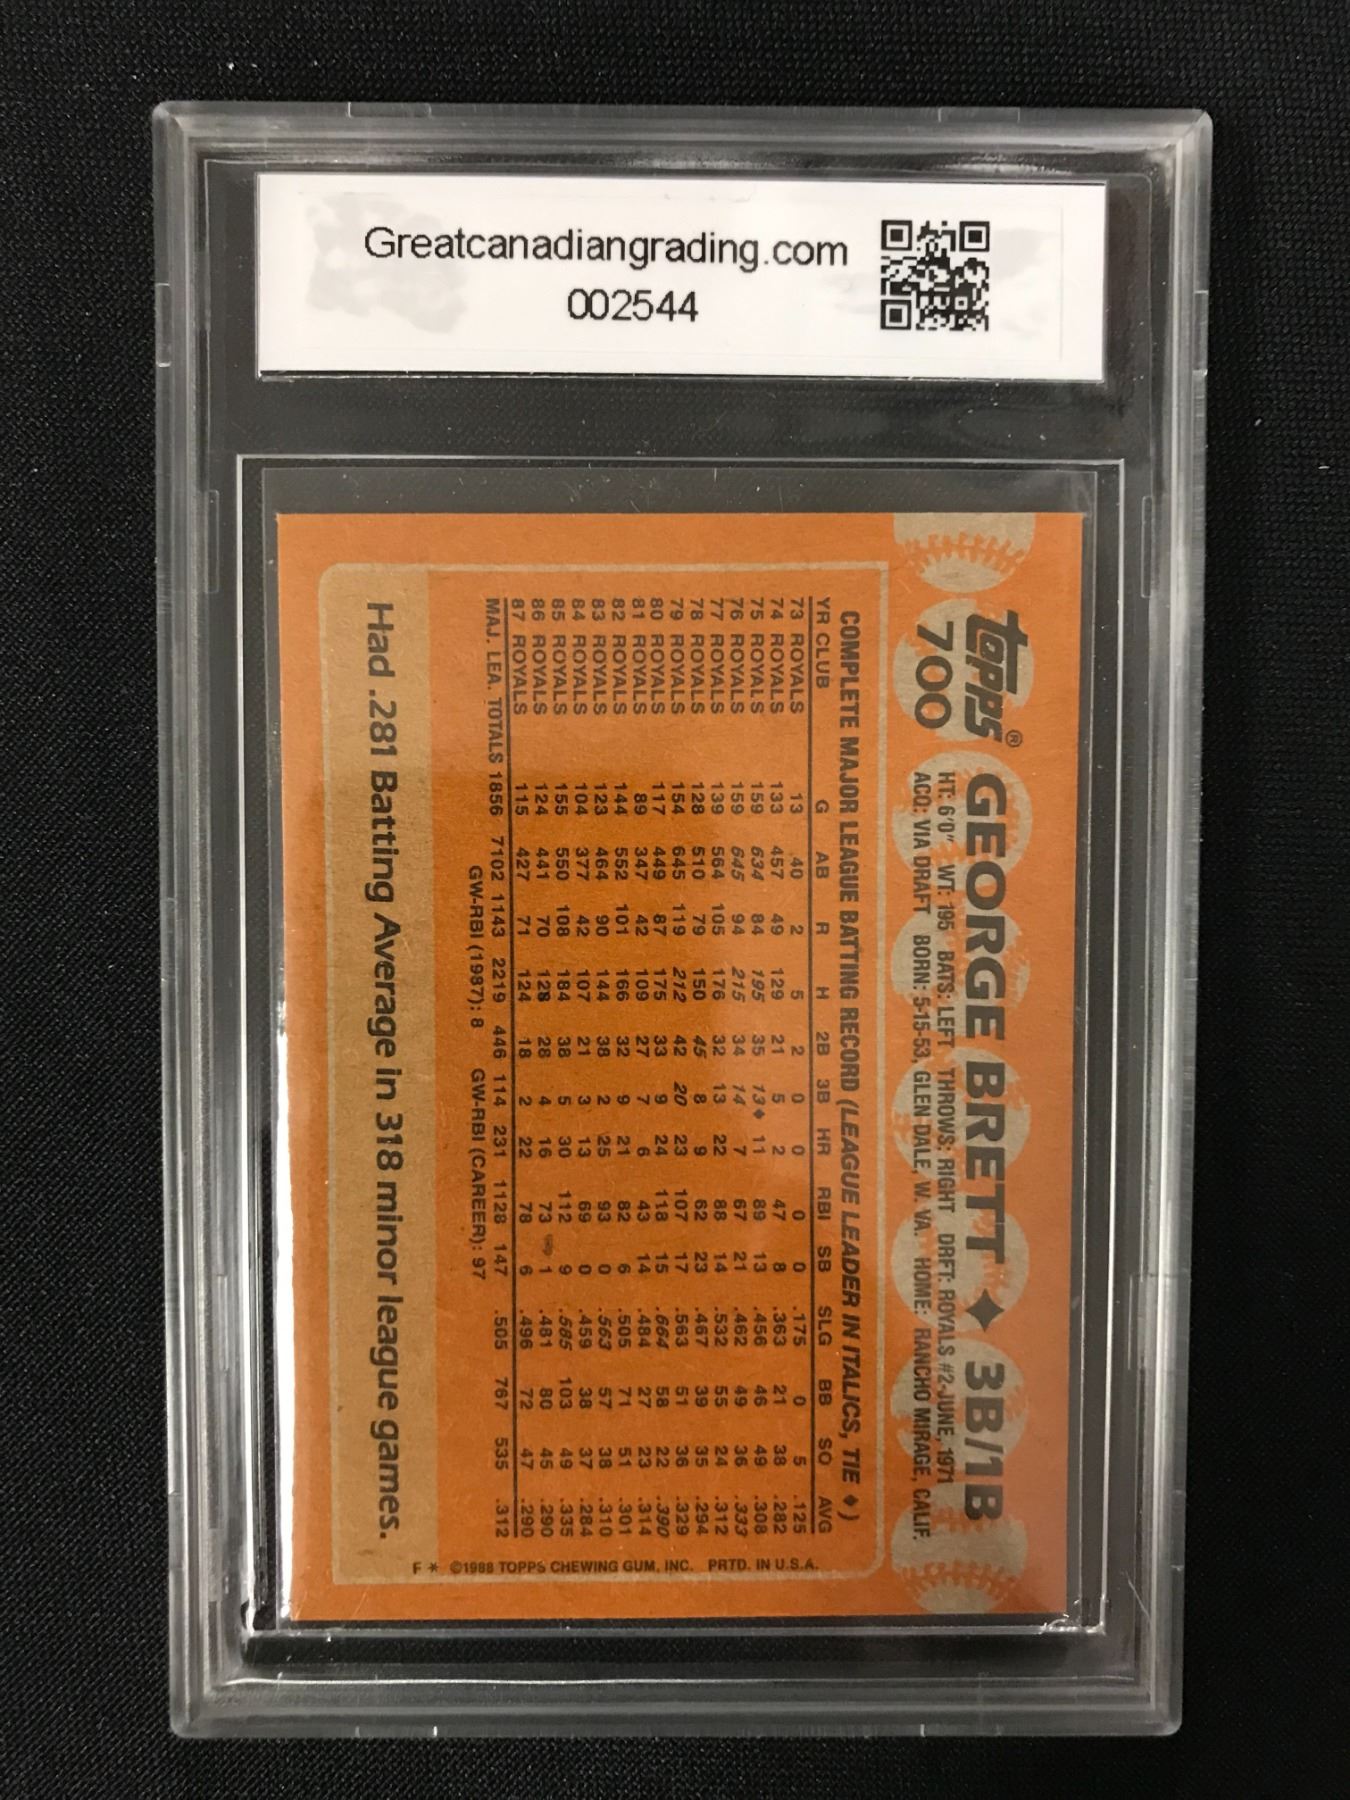 Greatcanadiangrading.com
002544
topps®
700
GEORGE BRETT ♦ 3B/1B
HT: 6'0" WT: 195 BATS: LEFT THROWS: RIGHT DRFT: ROYALS #2-JUNE, 1971
ACQ: VIA DRAFT BORN: 5-15-53, GLEN DALE, W. VA. HOME: RANCHO MIRAGE, CALIF.
COMPLETE MAJOR LEAGUE BATTING RECORD (LEAGUE LEADER IN ITALICS, TIE ♦)
YR CLUB G AB R H 2B 3B HR RBI SB SLG BB SO AVG
73 ROYALS 13 40 2 5 2 0 0 0 0 .175 0 5 .125
74 ROYALS 133 457 49 129 21 5 2 47 8 .363 21 38 .282
75 ROYALS 159 634 84 195 35 13♦ 11 89 13 .456 46 49 .308
76 ROYALS 159 645 94 215 34 14 7 67 21 .462 49 36 .333
77 ROYALS 139 564 105 176 32 13 22 88 14 .532 55 24 .312
78 ROYALS 128 510 79 150 45 8 9 62 23 .467 39 35 .294
79 ROYALS 154 645 119 212 42 20 23 107 17 .563 51 36 .329
80 ROYALS 117 449 87 175 33 9 24 118 15 .664 58 22 .390
81 ROYALS 89 347 42 109 27 7 6 43 14 .484 27 23 .314
82 ROYALS 144 552 101 166 32 9 21 82 6 .505 71 51 .301
83 ROYALS 123 464 90 144 38 2 25 93 0 .563 57 38 .310
84 ROYALS 104 377 42 107 21 3 13 69 0 .459 38 37 .284
85 ROYALS 155 550 108 184 38 5 30 112 9 .585 103 49 .335
86 ROYALS 124 441 70 128 28 4 16 73 1 .481 80 45 .290
87 ROYALS 115 427 71 124 18 2 22 78 6 .496 72 47 .290
MAJ. LEA. TOTALS 1856 7102 1143 2219 446 114 231 1128 147 .505 767 535 .312
GW-RBI (1987): 8 GW-RBI (CAREER): 97
Had .281 Batting Average in 318 minor league games.
F * ©1988 TOPPS CHEWING GUM, INC. PRTD. IN U.S.A.